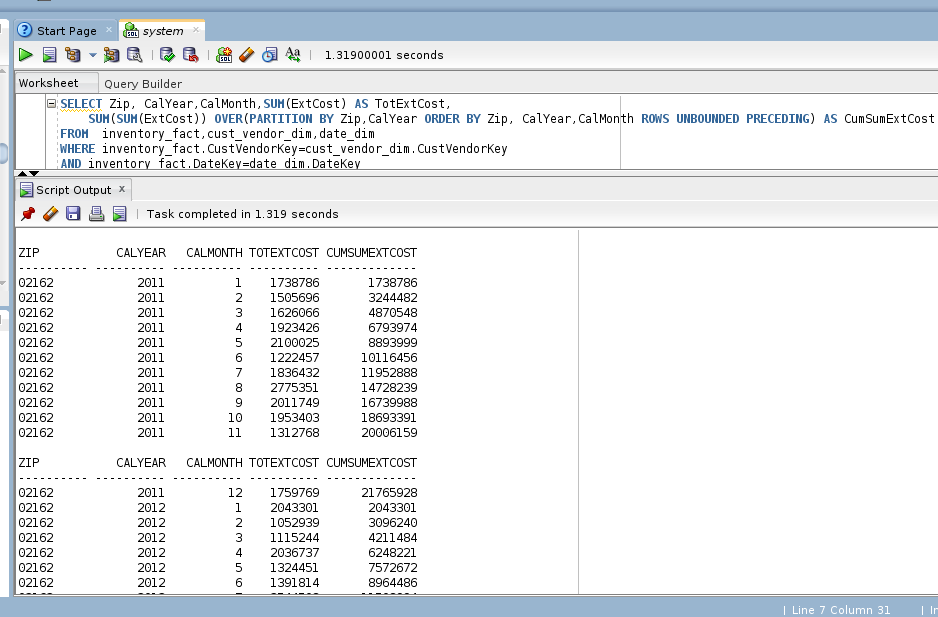 Start Page
system
1.31900001 seconds
Worksheet Query Builder
SELECT Zip, CalYear,CalMonth,SUM(ExtCost) AS TotExtCost,
SUM(SUM(ExtCost)) OVER(PARTITION BY Zip,CalYear ORDER BY Zip, CalYear,CalMonth ROWS UNBOUNDED PRECEDING) AS CumSumExtCost
FROM inventory_fact,cust_vendor_dim,date_dim
WHERE inventory_fact.CustVendorKey=cust_vendor_dim.CustVendorKey
AND inventory_fact.DateKey=date_dim.DateKey
Script Output x
Task completed in 1.319 seconds
ZIP CALYEAR CALMONTH TOTEXTCOST CUMSUMEXTCOST
---------- ---------- ---------- ---------- -------------
02162 2011 1 1738786 1738786
02162 2011 2 1505696 3244482
02162 2011 3 1626066 4870548
02162 2011 4 1923426 6793974
02162 2011 5 2100025 8893999
02162 2011 6 1222457 10116456
02162 2011 7 1836432 11952888
02162 2011 8 2775351 14728239
02162 2011 9 2011749 16739988
02162 2011 10 1953403 18693391
02162 2011 11 1312768 20006159
ZIP CALYEAR CALMONTH TOTEXTCOST CUMSUMEXTCOST
---------- ---------- ---------- ---------- -------------
02162 2011 12 1759769 21765928
02162 2012 1 2043301 2043301
02162 2012 2 1052939 3096240
02162 2012 3 1115244 4211484
02162 2012 4 2036737 6248221
02162 2012 5 1324451 7572672
02162 2012 6 1391814 8964486
| Line 7 Column 31 | In